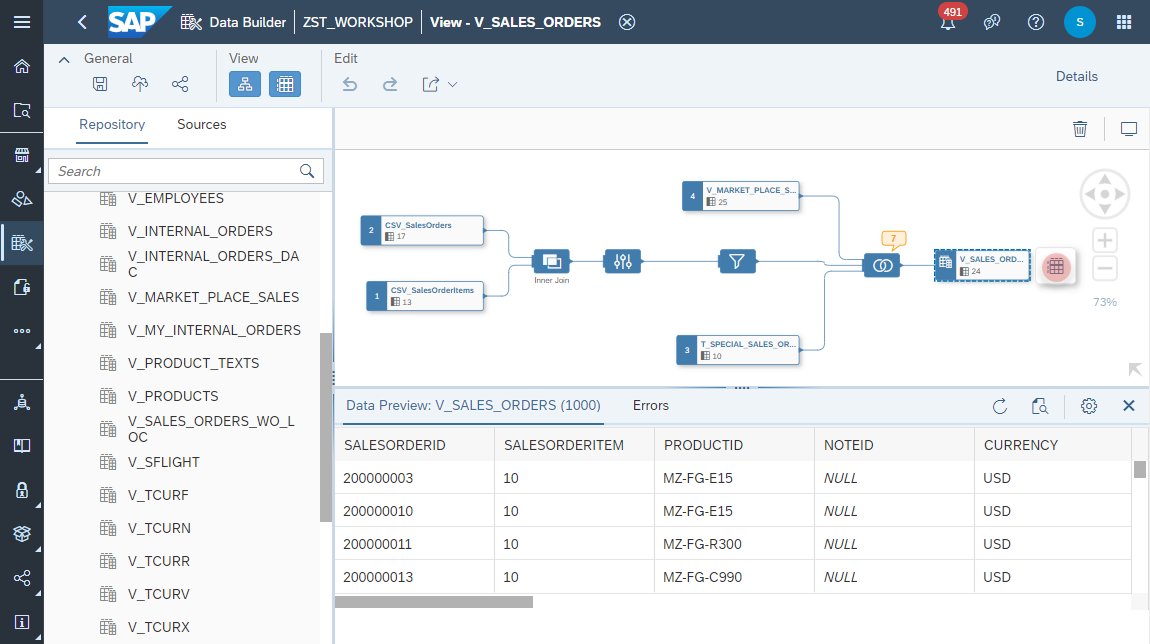 SAP Data Builder ZST_WORKSHOP View - V_SALES_ORDERS 491 S
General View Edit
Details
Repository Sources
Search
V_EMPLOYEES
V_INTERNAL_ORDERS
V_INTERNAL_ORDERS_DA
C
V_MARKET_PLACE_SALES
V_MY_INTERNAL_ORDERS
V_PRODUCT_TEXTS
V_PRODUCTS
V_SALES_ORDERS_WO_L
OC
V_SFLIGHT
V_TCURF
V_TCURN
V_TCURR
V_TCURV
V_TCURX
4 V_MARKET_PLACE_S...
25
2 CSV_SalesOrders
17
1 CSV_SalesOrderItems
13
Inner Join
7
V_SALES_ORD...
24
3 T_SPECIAL_SALES_OR...
10
73%
Data Preview: V_SALES_ORDERS (1000) Errors
SALESORDERID SALESORDERITEM PRODUCTID NOTEID CURRENCY
200000003 10 MZ-FG-E15 NULL USD
200000010 10 MZ-FG-E15 NULL USD
200000011 10 MZ-FG-R300 NULL USD
200000013 10 MZ-FG-C990 NULL USD